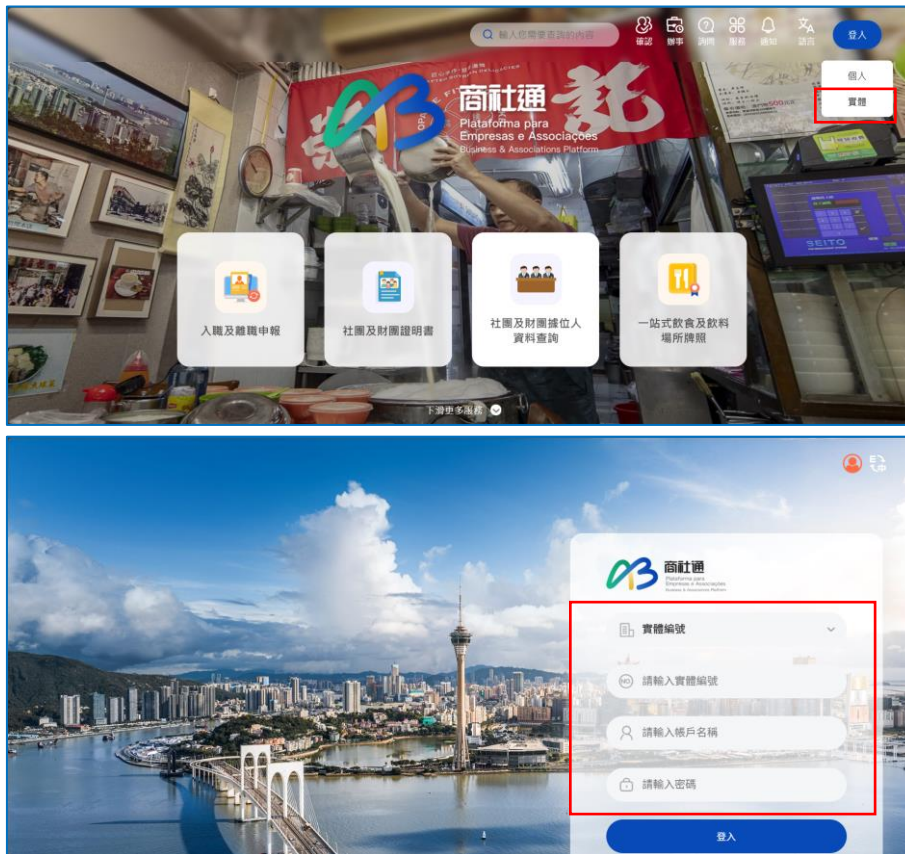 輸入您需要查詢的內容
確認
辦事
詢問
服務
通知
語言
登入
個人
實體
商社通
Plataforma para
Empresas e Associações
Business & Associations Platform
500
SEITO
入職及離職申報
社團及財團證明書
社團及財團據位人
資料查詢
一站式飲食及飲料
場所牌照
下滑更多服務
商社通
Plataforma para
Empresas e Associações
Business & Associations Platform
實體編號
NO
請輸入實體編號
請輸入帳戶名稱
請輸入密碼
登入